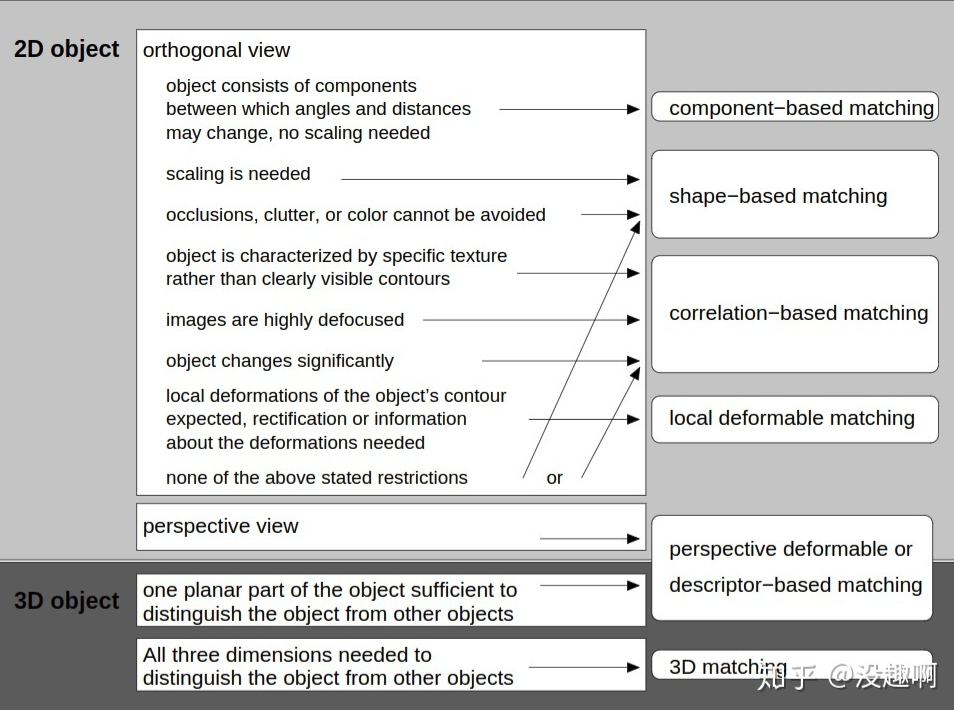 2D object
orthogonal view
object consists of components
between which angles and distances
may change, no scaling needed
component−based matching
scaling is needed
shape−based matching
occlusions, clutter, or color cannot be avoided
object is characterized by specific texture
rather than clearly visible contours
correlation−based matching
images are highly defocused
object changes significantly
local deformations of the object’s contour
expected, rectification or information
about the deformations needed
local deformable matching
none of the above stated restrictions or
perspective view
perspective deformable or
descriptor−based matching
3D object
one planar part of the object sufficient to
distinguish the object from other objects
All three dimensions needed to
distinguish the object from other objects
3D matching
知乎 @没趣啊